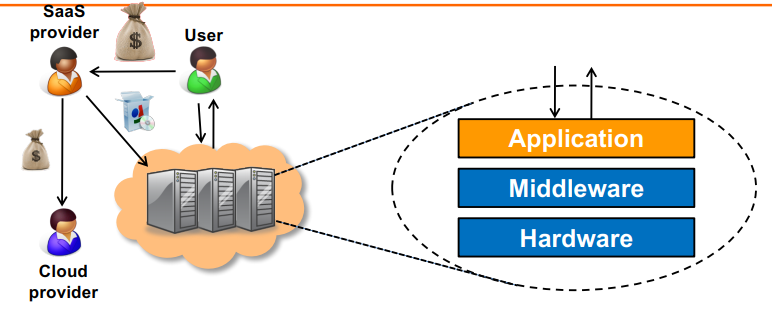 SaaS
provider
$
User
$
Cloud
provider
Application
Middleware
Hardware